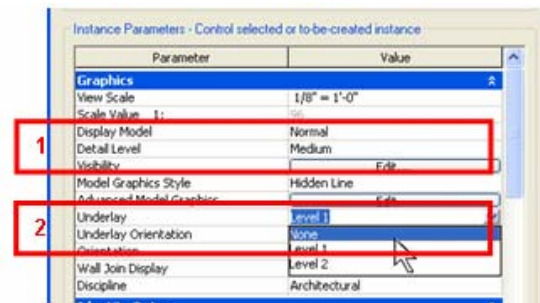 Instance Parameters - Control selected or to-be-created instance
Parameter Value
Graphics
View Scale 1/8" = 1'-0"
Scale Value 1: 96
1
Display Model Normal
Detail Level Medium
Visibility Edit...
Model Graphics Style Hidden Line
Advanced Model Graphics Edit...
2
Underlay Level 1
Underlay Orientation None
Orientation Level 1
Wall Join Display Level 2
Discipline Architectural